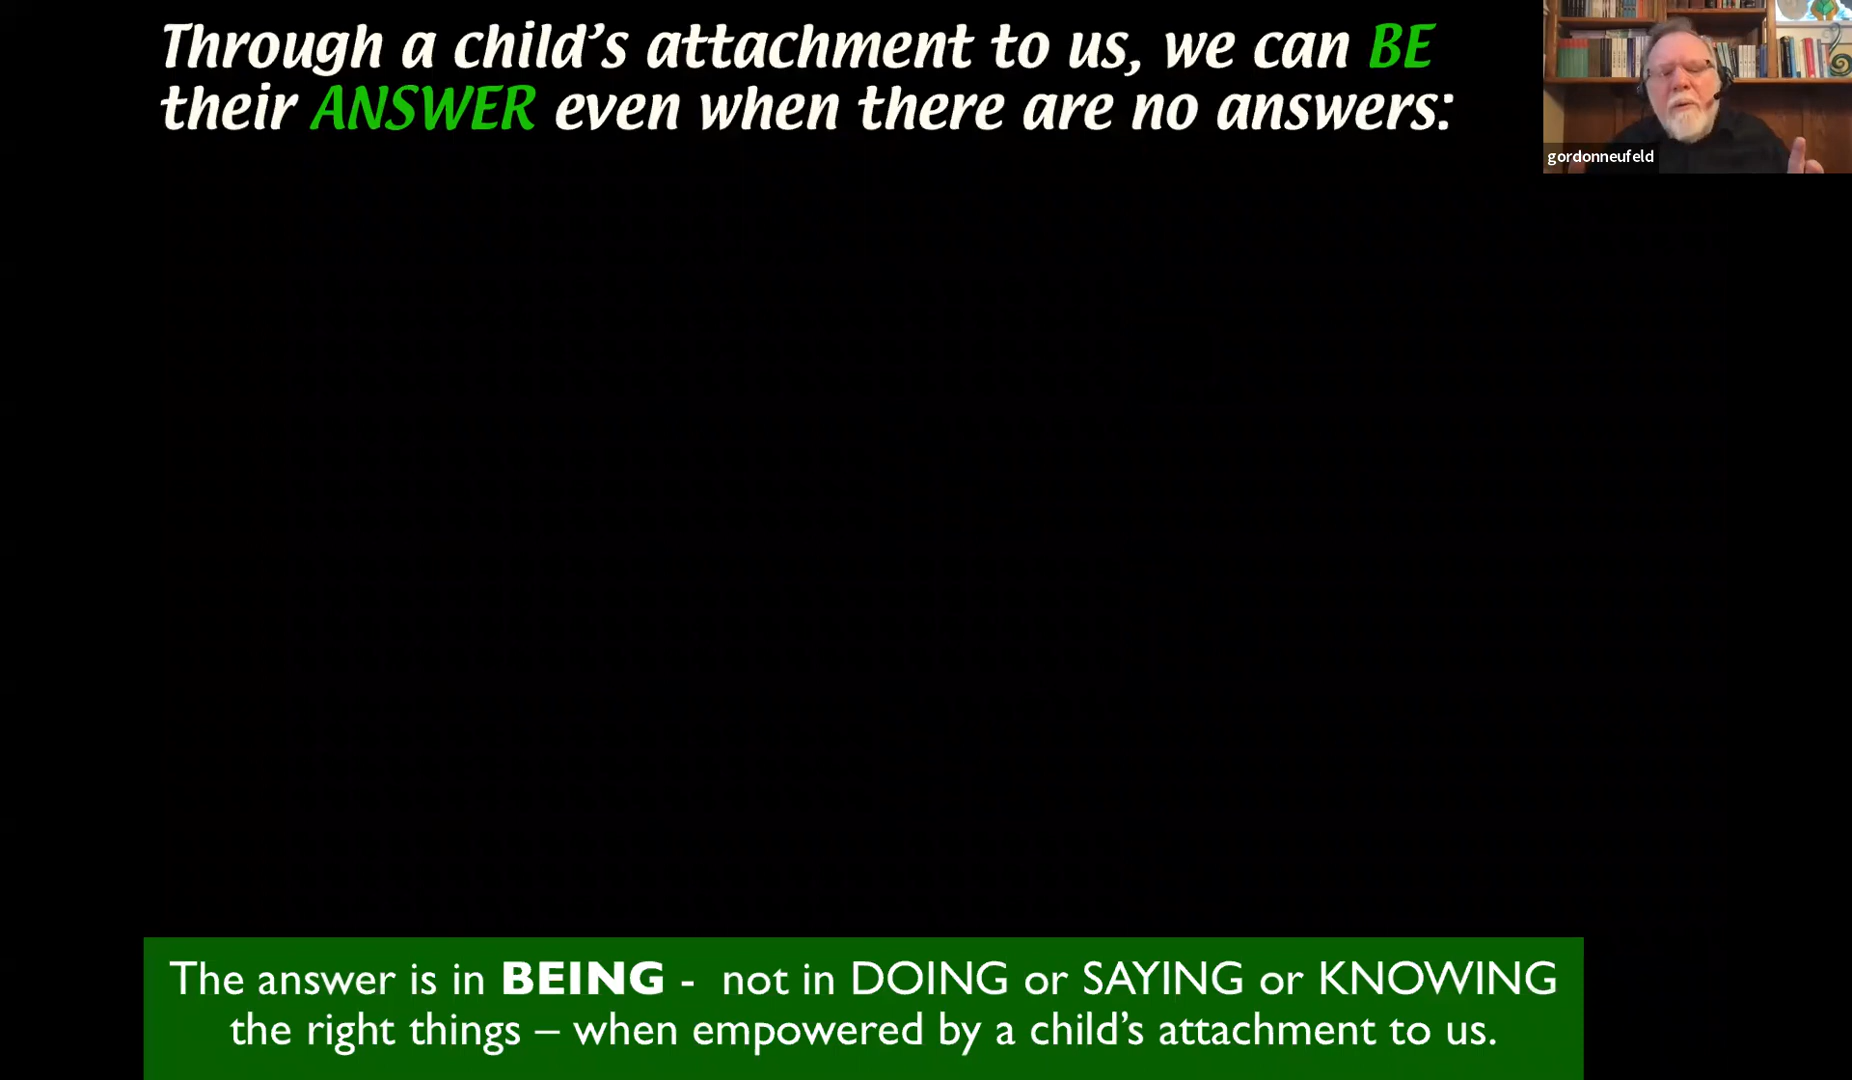 Through a child’s attachment to us, we can BE
their ANSWER even when there are no answers:
gordonneufeld
The answer is in BEING - not in DOING or SAYING or KNOWING
the right things – when empowered by a child’s attachment to us.